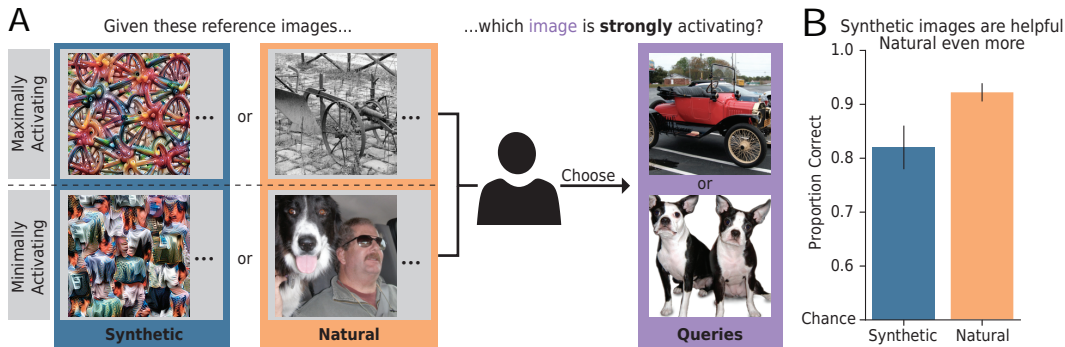 A
Given these reference images...
...which image is strongly activating?
Maximally
Activating
...
or
...
Minimally
Activating
...
or
...
Choose
or
Synthetic
Natural
Queries
B
Synthetic images are helpful
Natural even more
Proportion Correct
1.0
0.9
0.8
0.7
0.6
Chance
Synthetic
Natural